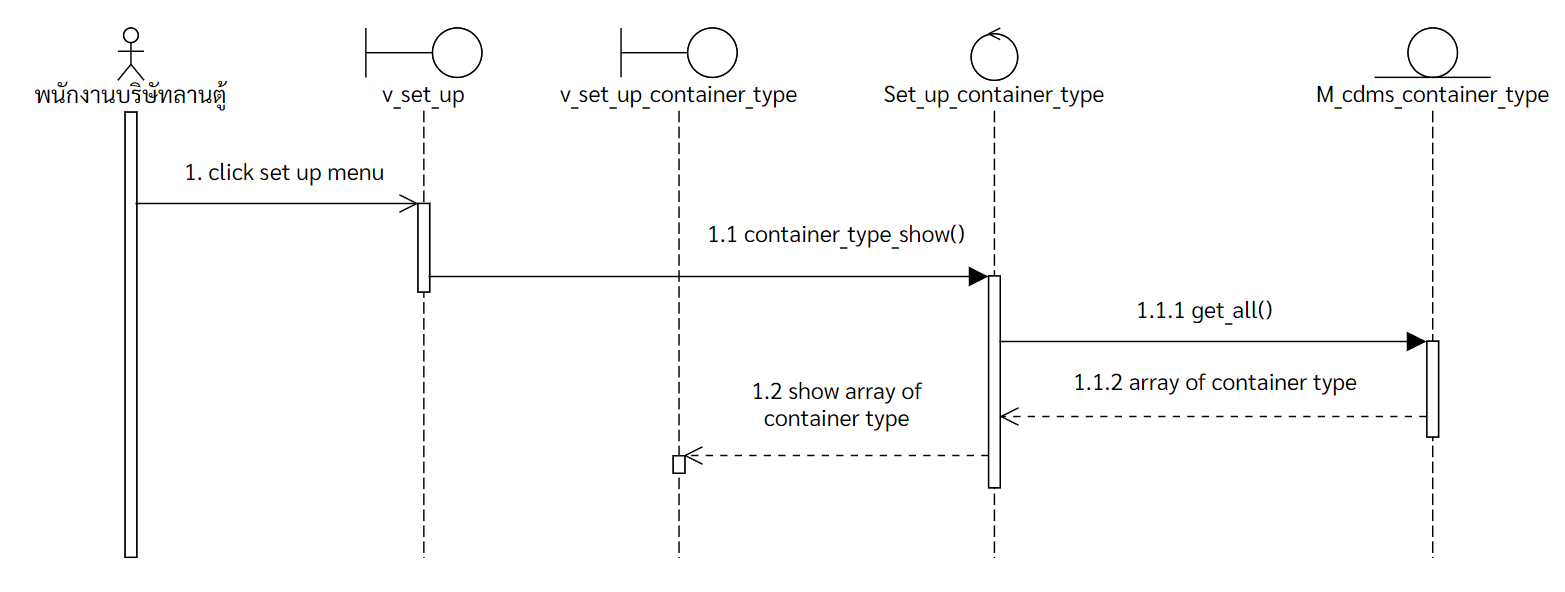 พนักงานบริษัทลานตู้
v_set_up
v_set_up_container_type
Set_up_container_type
M_cdms_container_type
1. click set up menu
1.1 container_type_show()
1.1.1 get_all()
1.1.2 array of container type
1.2 show array of
container type